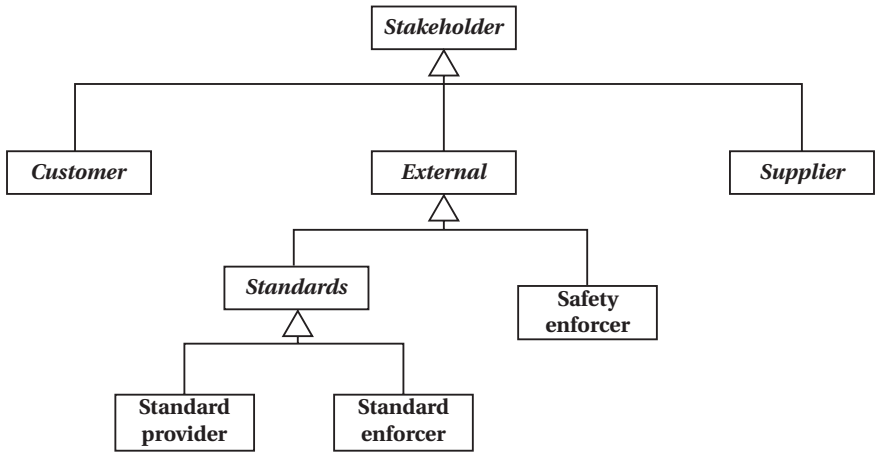 Stakeholder
Customer
External
Supplier
Standards
Safety
enforcer
Standard
provider
Standard
enforcer